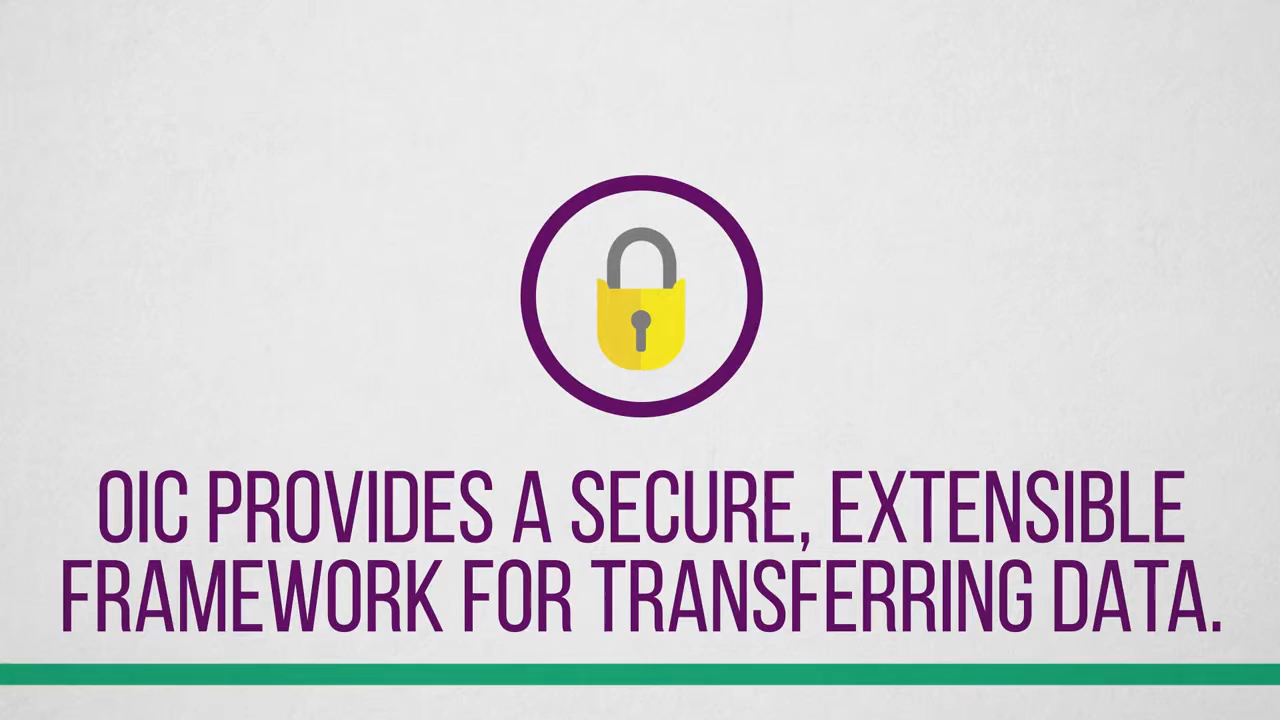 OIC PROVIDES A SECURE, EXTENSIBLE
FRAMEWORK FOR TRANSFERRING DATA.